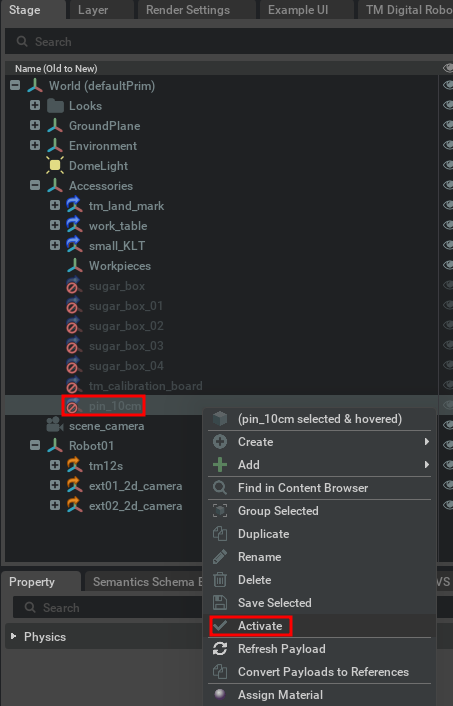 Stage Layer Render Settings Example UI TM Digital Robo
Search
Name (Old to New)
World (defaultPrim)
Looks
GroundPlane
Environment
DomeLight
Accessories
tm_land_mark
work_table
small_KLT
Workpieces
sugar_box
sugar_box_01
sugar_box_02
sugar_box_03
sugar_box_04
tm_calibration_board
pin_10cm
scene_camera
Robot01
tm12s
ext01_2d_camera
ext02_2d_camera
(pin_10cm selected & hovered)
Create
Add
Find in Content Browser
Group Selected
Duplicate
Rename
Delete
Save Selected
Activate
Refresh Payload
Convert Payloads to References
Assign Material
Property Semantics Schema E VS
Search
Physics